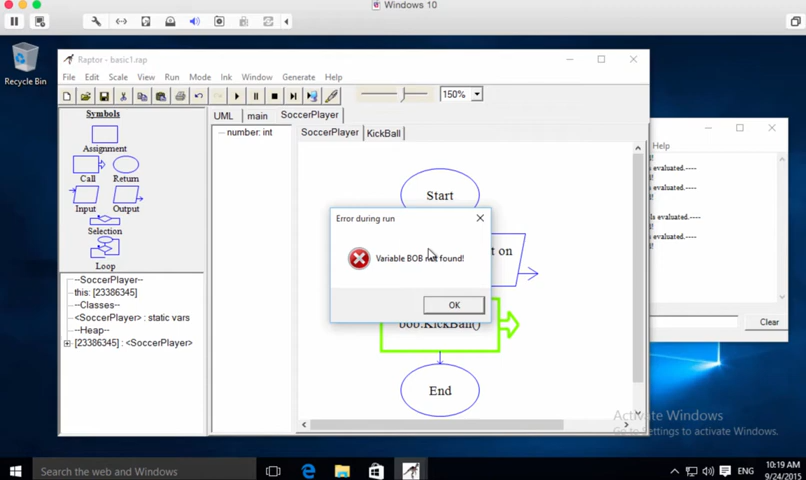 Windows 10
Recycle Bin
Raptor - basic1.rap
File Edit Scale View Run Mode Ink Window Generate Help
150%
Symbols
Assignment
Call Return
Input Output
Selection
Loop
UML main SoccerPlayer
number: int
SoccerPlayer KickBall
Start
t on
bob.KickBall()
End
Error during run
Variable BOB not found!
OK
--SoccerPlayer--
this: [23386345]
--Classes--
<SoccerPlayer> : static vars
--Heap--
[23386345] : <SoccerPlayer>
Help
s evaluated.----
s evaluated.----
ls evaluated.----
s evaluated.----
Clear
Activate Windows
Go to Settings to activate Windows.
Search the web and Windows
ENG
10:19 AM
9/24/2015